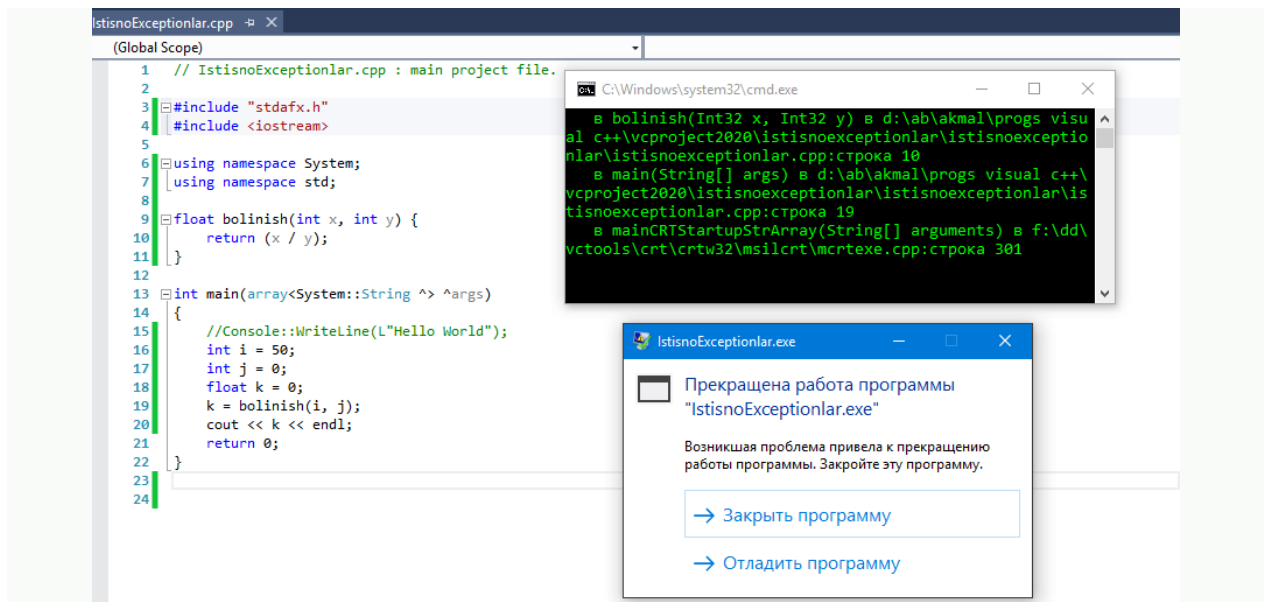 IstisnoExceptionlar.cpp
(Global Scope)
1 // IstisnoExceptionlar.cpp : main project file.
2
3 #include "stdafx.h"
4 #include <iostream>
5
6 using namespace System;
7 using namespace std;
8
9 float bolinish(int x, int y) {
10 return (x / y);
11 }
12
13 int main(array<System::String ^> ^args)
14 {
15 //Console::WriteLine(L"Hello World");
16 int i = 50;
17 int j = 0;
18 float k = 0;
19 k = bolinish(i, j);
20 cout << k << endl;
21 return 0;
22 }
23
24
C:\Windows\system32\cmd.exe
в bolinish(Int32 x, Int32 y) в d:\ab\akmal\progs visu
al c++\vcproject2020\istisnoexceptionlar\istisnoexceptio
nlar\istisnoexceptionlar.cpp:строка 10
в main(String[] args) в d:\ab\akmal\progs visual c++\
vcproject2020\istisnoexceptionlar\istisnoexceptionlar\is
tisnoexceptionlar.cpp:строка 19
в mainCRTStartupStrArray(String[] arguments) в f:\dd\
vctools\crt\crtw32\msilcrt\mcrtexe.cpp:строка 301
IstisnoExceptionlar.exe
Прекращена работа программы
"IstisnoExceptionlar.exe"
Возникшая проблема привела к прекращению
работы программы. Закройте эту программу.
Закрыть программу
Отладить программу